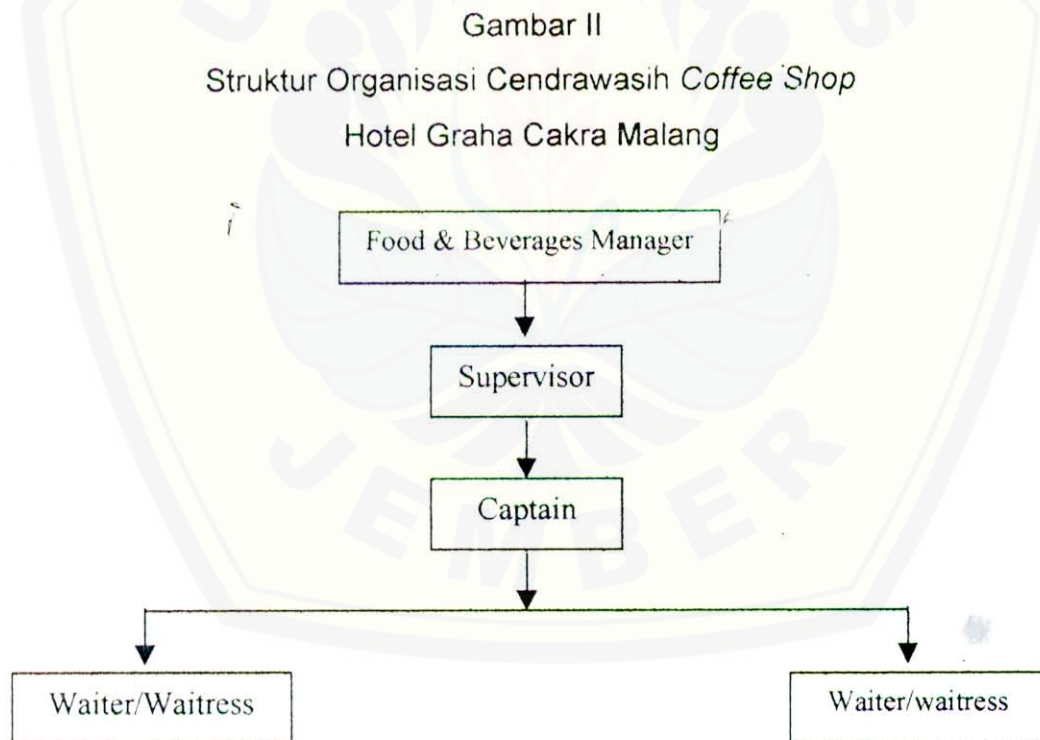 Gambar II
Struktur Organisasi Cendrawasih Coffee Shop
Hotel Graha Cakra Malang
Food & Beverages Manager
Supervisor
Captain
Waiter/Waitress
Waiter/waitress
JEMBER